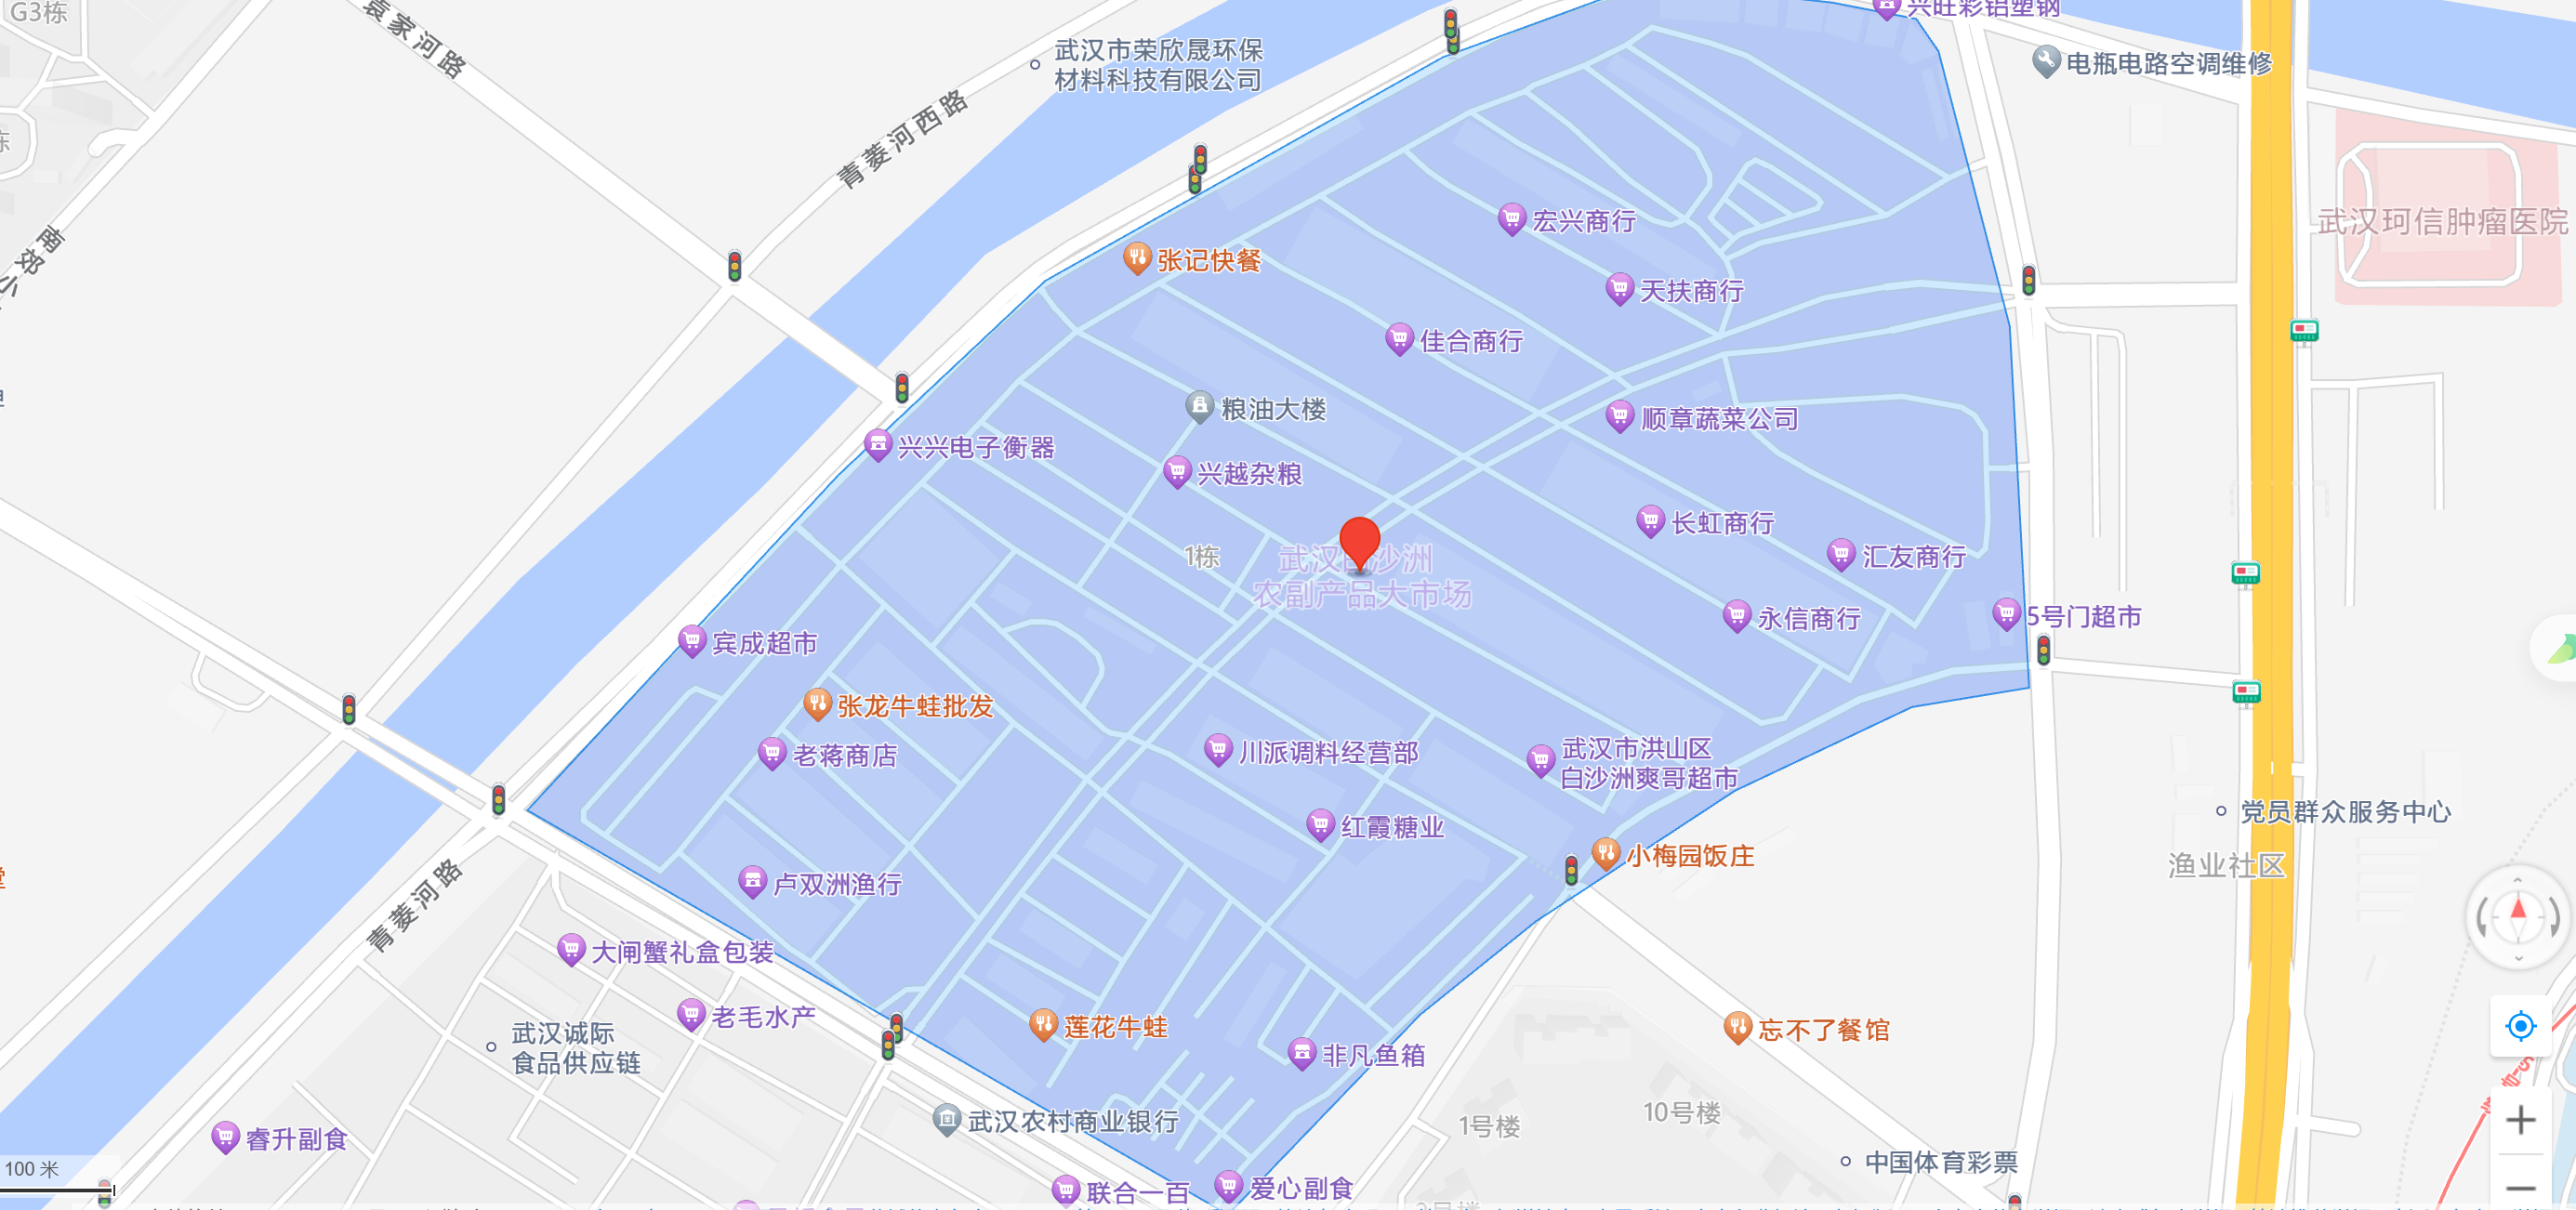 G3栋
袁家河路
武汉市荣欣晟环保
材料科技有限公司
兴旺彩铝塑钢
电瓶电路空调维修
青菱河西路
栋
南郊小
武汉珂信肿瘤医院
宏兴商行
张记快餐
天扶商行
佳合商行
粮油大楼
顺章蔬菜公司
兴兴电子衡器
兴越杂粮
长虹商行
1栋
武汉白沙洲
农副产品大市场
汇友商行
永信商行
5号门超市
宾成超市
张龙牛蛙批发
老蒋商店
川派调料经营部
武汉市洪山区
白沙洲爽哥超市
红霞糖业
党员群众服务中心
小梅园饭庄
渔业社区
卢双洲渔行
青菱河路
大闸蟹礼盒包装
老毛水产
武汉诚际
食品供应链
莲花牛蛙
忘不了餐馆
非凡鱼箱
武汉农村商业银行
1号楼
10号楼
睿升副食
100 米
中国体育彩票
联合一百
爱心副食